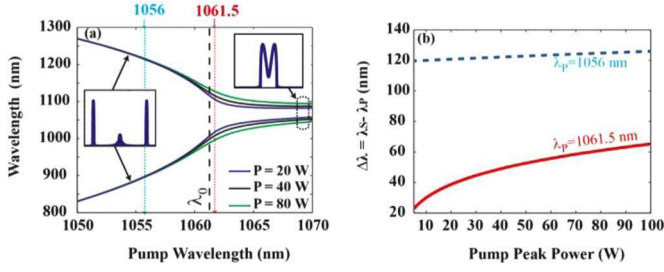 1056 1061.5
(a)
1300
1200
1100
1000
900
800
Wavelength (nm)
P = 20 W
P = 40 W
P = 80 W
λ0
1050 1055 1060 1065 1070
Pump Wavelength (nm)
(b)
140
120
100
80
60
40
20
Δλ = λS- λP (nm)
λP=1056 nm
λP=1061.5 nm
10 20 30 40 50 60 70 80 90 100
Pump Peak Power (W)